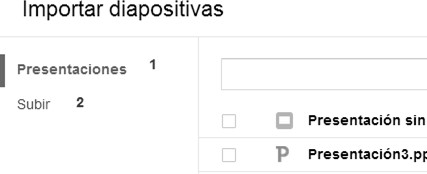 Importar diapositivas
Presentaciones 1
Subir 2
Presentación sin
Presentación3.pp